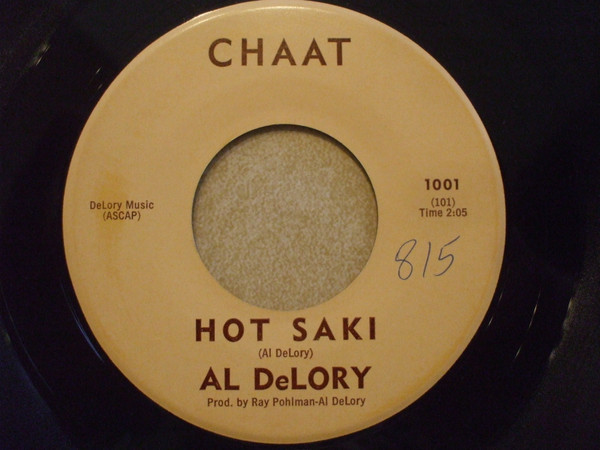 CHAAT
DeLory Music
(ASCAP)
1001
(101)
Time 2:05
815
HOT SAKI
(Al DeLory)
AL DeLORY
Prod. by Ray Pohlman-Al DeLory